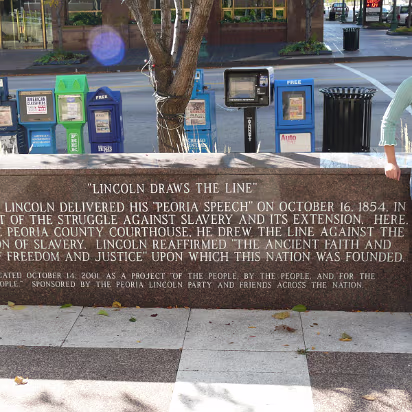 FREE
FREE
Auto
"LINCOLN DRAWS THE LINE"
LINCOLN DELIVERED HIS "PEORIA SPEECH" ON OCTOBER 16, 1854, IN
T OF THE STRUGGLE AGAINST SLAVERY AND ITS EXTENSION. HERE,
E PEORIA COUNTY COURTHOUSE, HE DREW THE LINE AGAINST THE
ON OF SLAVERY. LINCOLN REAFFIRMED "THE ANCIENT FAITH AND
F FREEDOM AND JUSTICE" UPON WHICH THIS NATION WAS FOUNDED.
CATED OCTOBER 14, 2001, AS A PROJECT "OF THE PEOPLE, BY THE PEOPLE, AND FOR THE
OPLE." SPONSORED BY THE PEORIA LINCOLN PARTY AND FRIENDS ACROSS THE NATION.